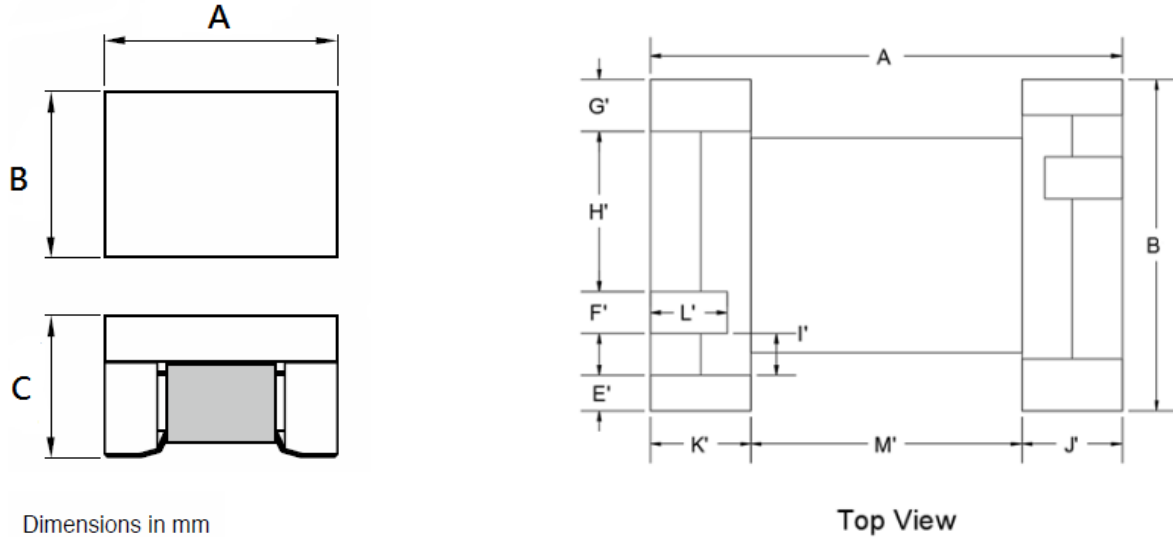 A
B
C
Dimensions in mm
A
G'
H'
F'
L'
I'
E'
B
K'
M'
J'
Top View